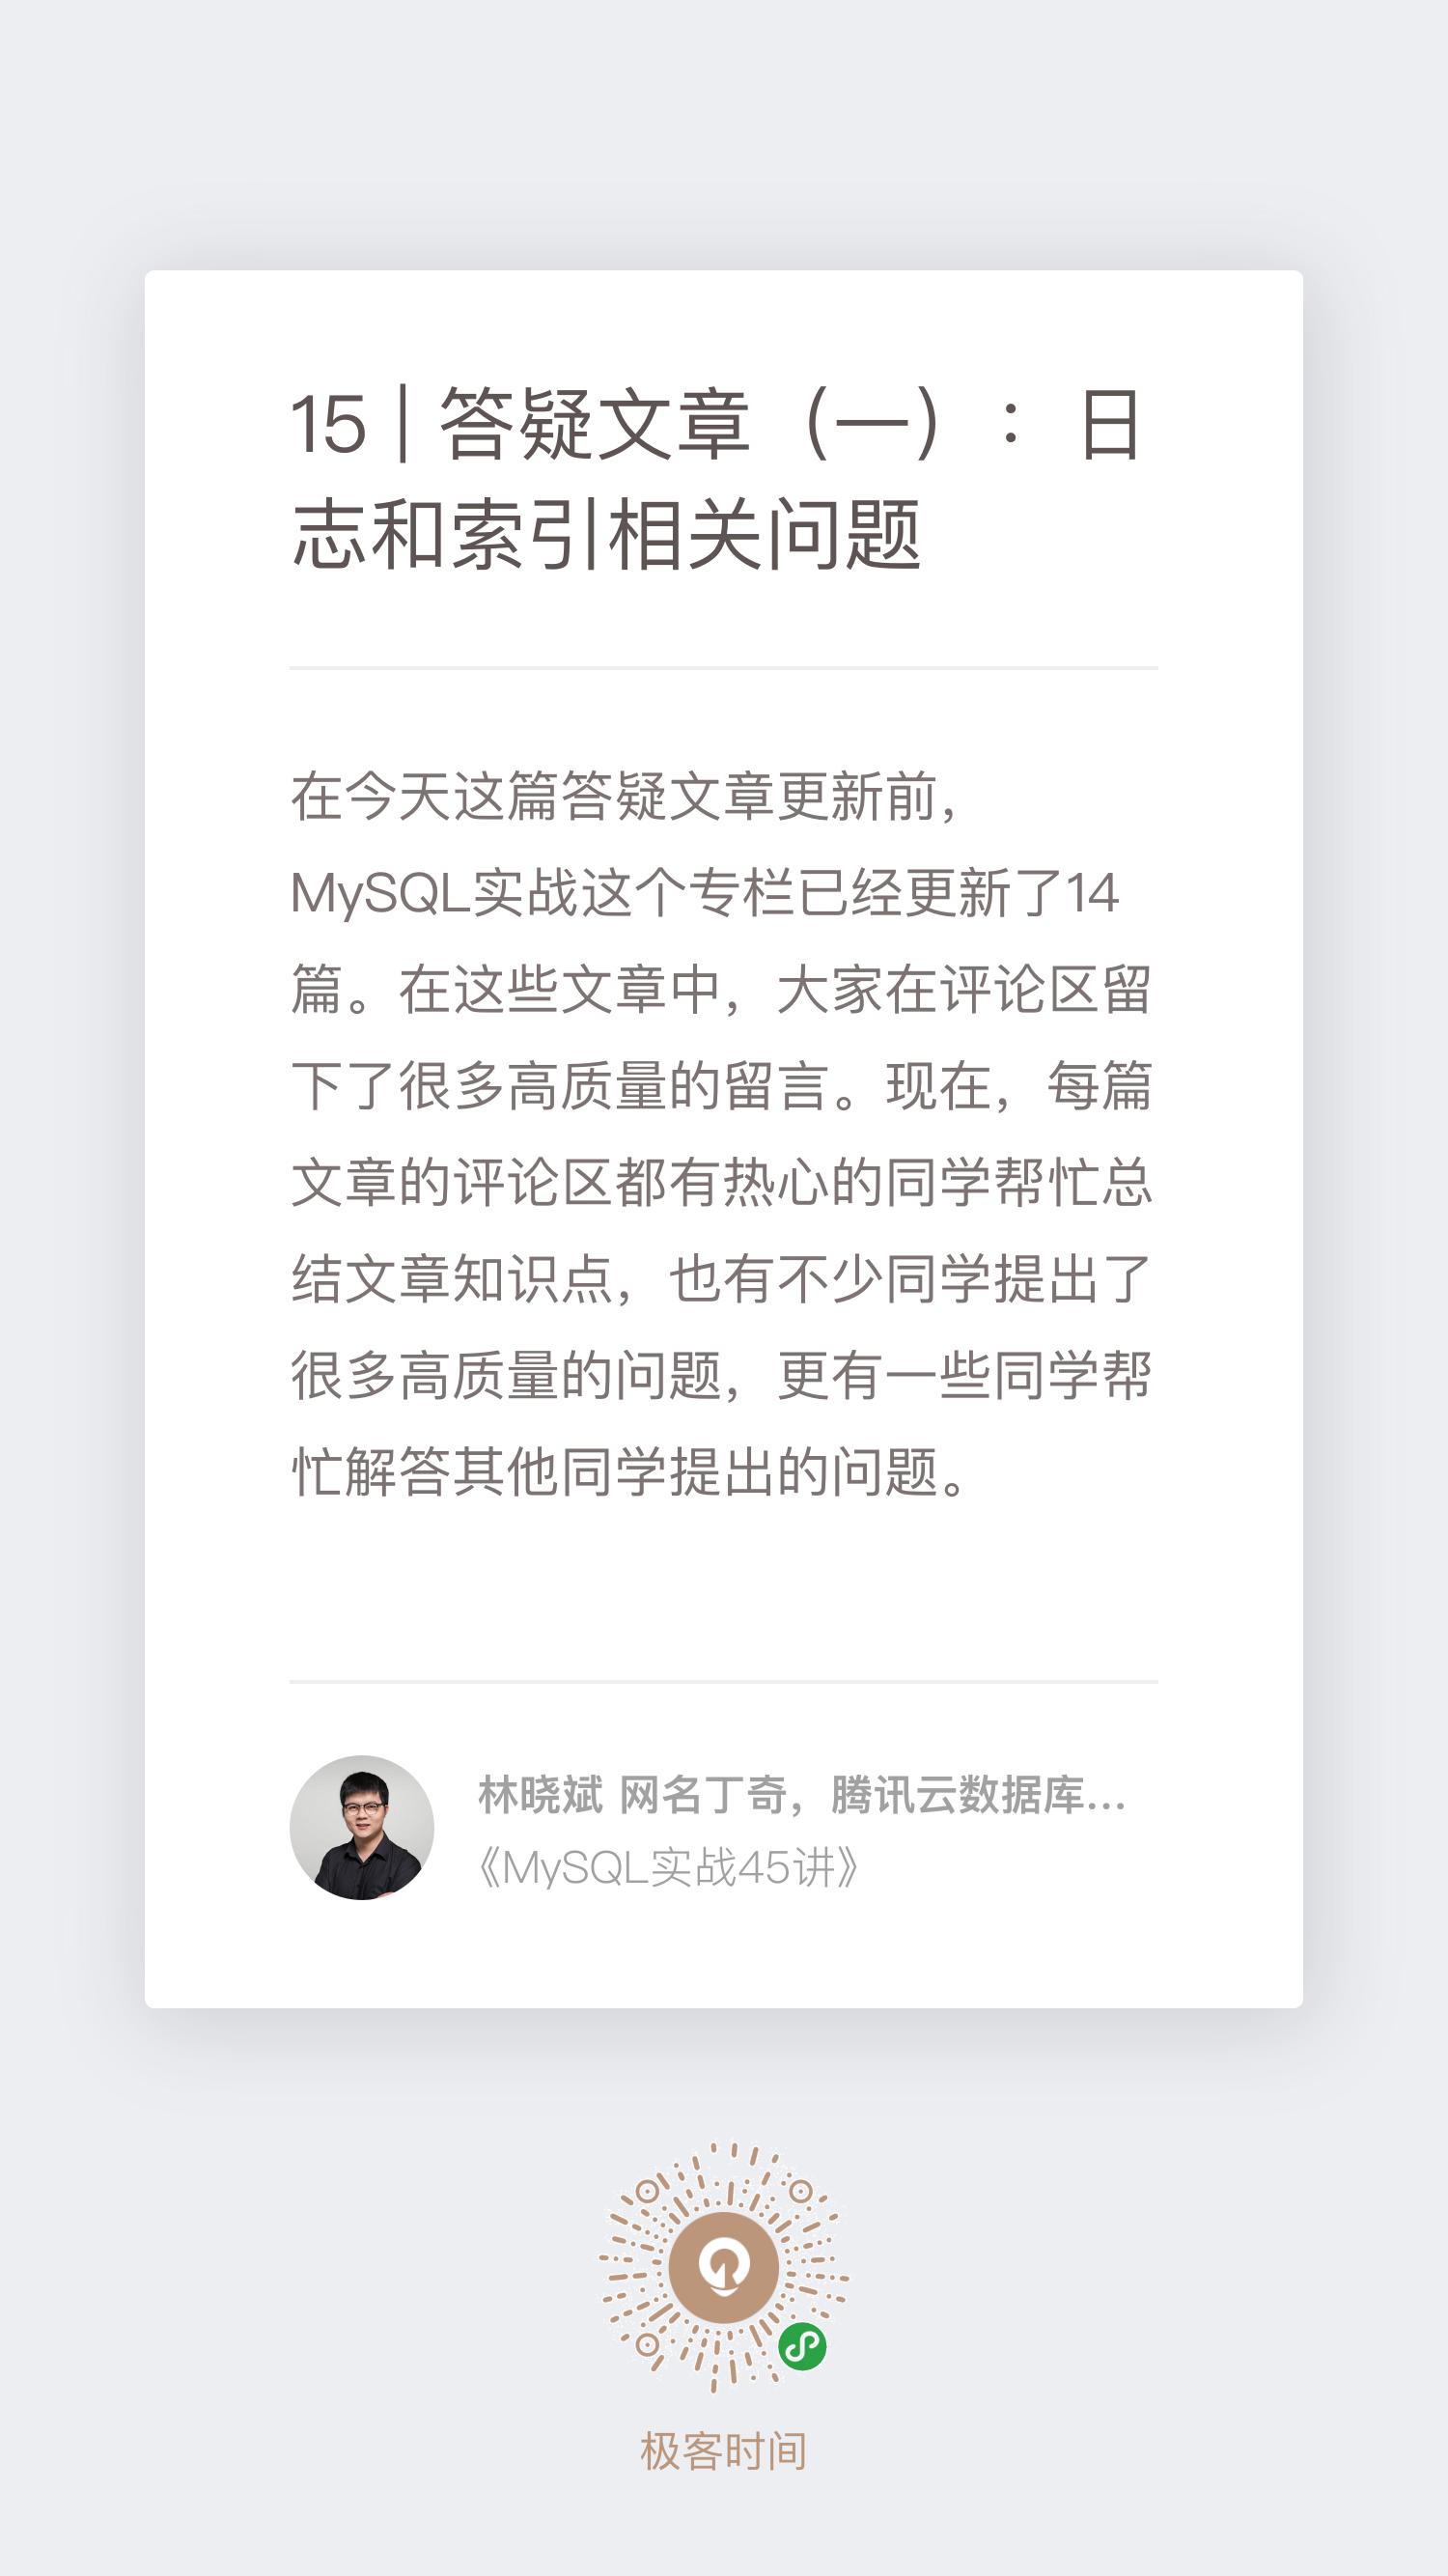 15 | 答疑文章（一）：日
志和索引相关问题
在今天这篇答疑文章更新前，
MySQL实战这个专栏已经更新了14
篇。在这些文章中，大家在评论区留
下了很多高质量的留言。现在，每篇
文章的评论区都有热心的同学帮忙总
结文章知识点，也有不少同学提出了
很多高质量的问题，更有一些同学帮
忙解答其他同学提出的问题。
林晓斌 网名丁奇，腾讯云数据库...
《MySQL实战45讲》
极客时间